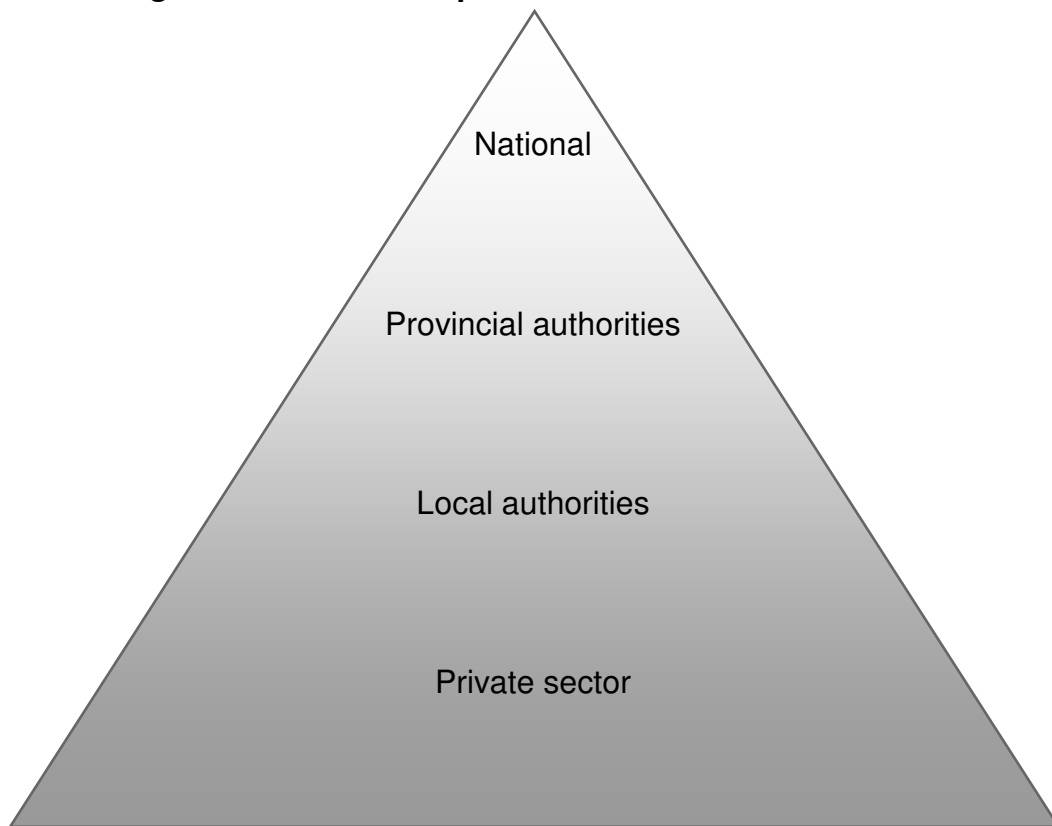 National
Provincial authorities
Local authorities
Private sector